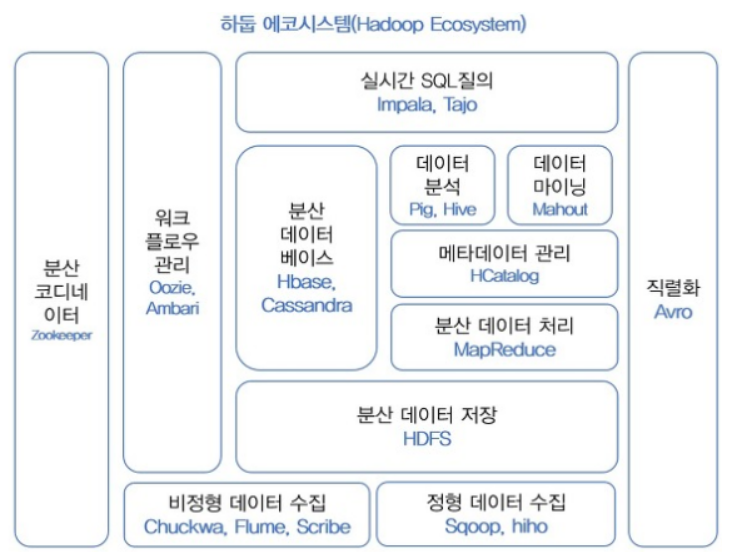 하둡 에코시스템(Hadoop Ecosystem)
분산
코디네
이터
Zookeeper
워크
플로우
관리
Oozie,
Ambari
실시간 SQL질의
Impala, Tajo
분산
데이터
베이스
Hbase,
Cassandra
데이터
분석
Pig, Hive
데이터
마이닝
Mahout
메타데이터 관리
HCatalog
분산 데이터 처리
MapReduce
분산 데이터 저장
HDFS
비정형 데이터 수집
Chuckwa, Flume, Scribe
정형 데이터 수집
Sqoop, hiho
직렬화
Avro